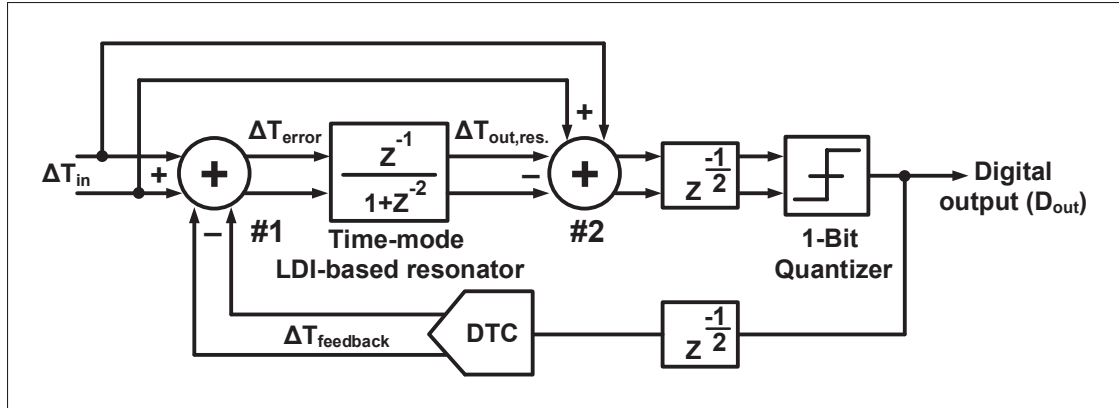 +
ΔT_in
+
+
−
#1
ΔT_error
Z^-1
1+Z^-2
Time-mode
LDI-based resonator
ΔT_out,res.
+
−
+
#2
Z^-1/2
1-Bit
Quantizer
Digital
output (D_out)
ΔT_feedback
DTC
Z^-1/2